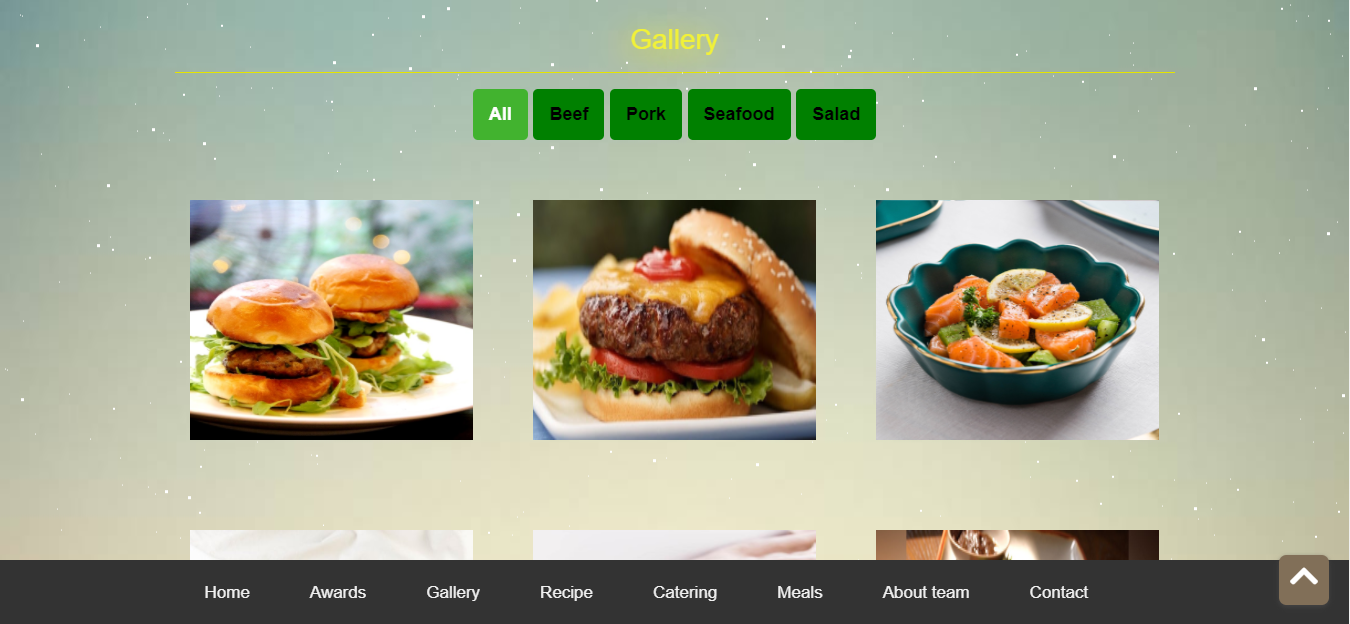 Gallery
All Beef Pork Seafood Salad
Home Awards Gallery Recipe Catering Meals About team Contact